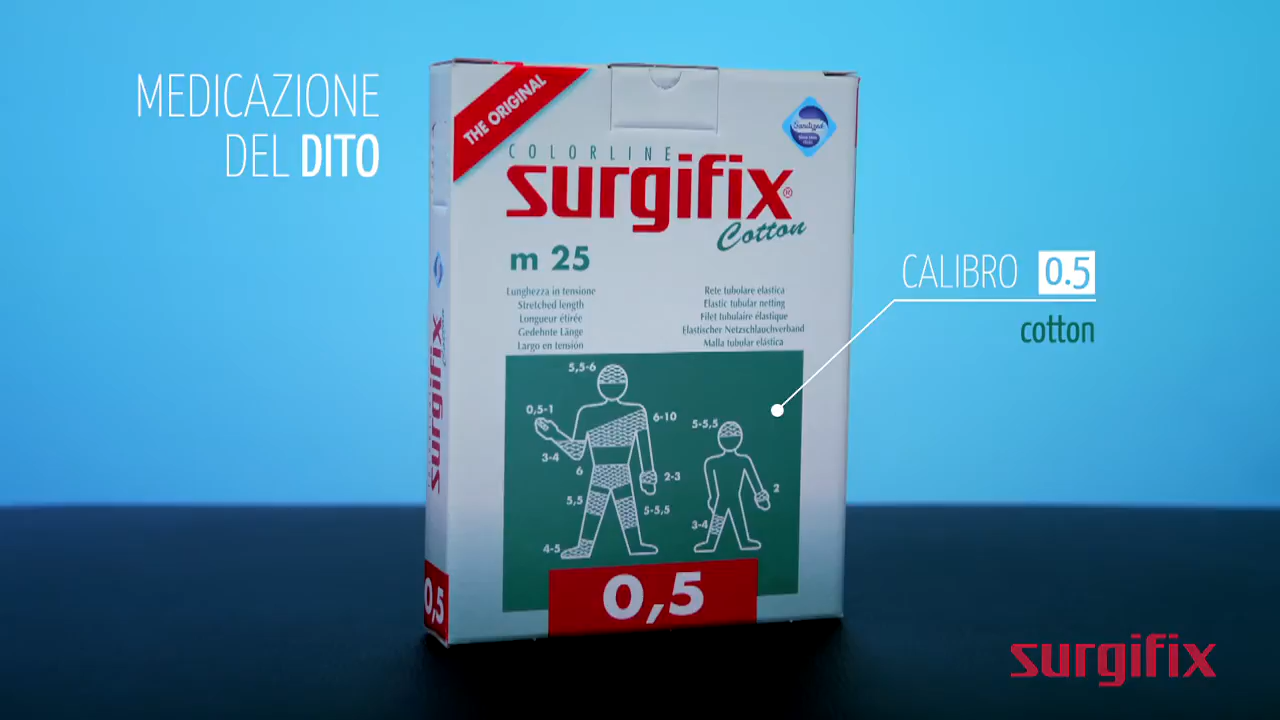 MEDICAZIONE
DEL DITO
THE ORIGINAL
Sanitized
COLORLINE
surgifix®
Cotton
m 25
Lunghezza in tensione
Stretched length
Longueur étirée
Gedehnte Länge
Largo en tensión
Rete tubolare elastica
Elastic tubular netting
Filet tubulaire élastique
Elastischer Netzschlauchverband
Malla tubular elástica
CALIBRO 0.5
cotton
5,5-6
0,5-1
6-10
3-4
6
2-3
5,5
5-5,5
4-5
5-5,5
2
3-4
0,5
surgifix
0,5
surgifix